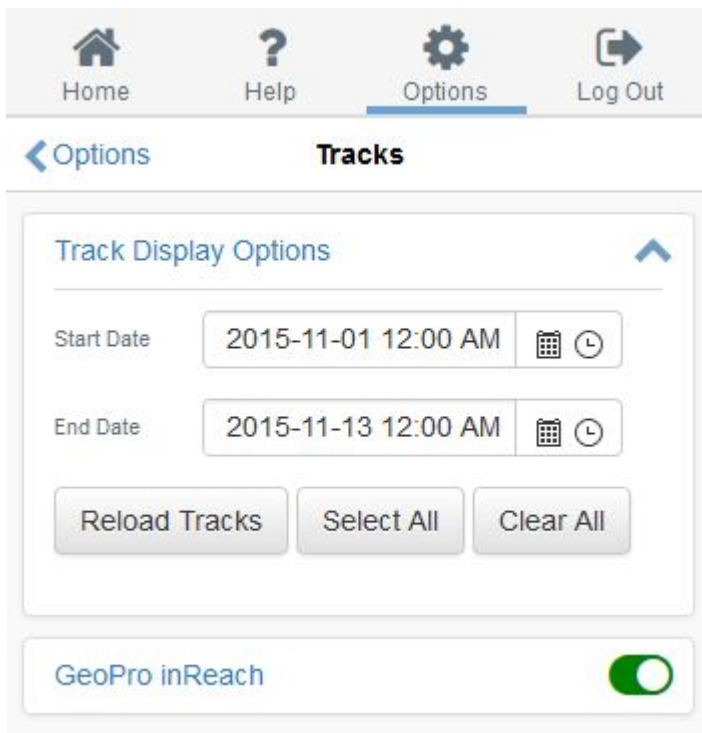 Home Help Options Log Out
Options Tracks
Track Display Options
Start Date 2015-11-01 12:00 AM
End Date 2015-11-13 12:00 AM
Reload Tracks Select All Clear All
GeoPro inReach